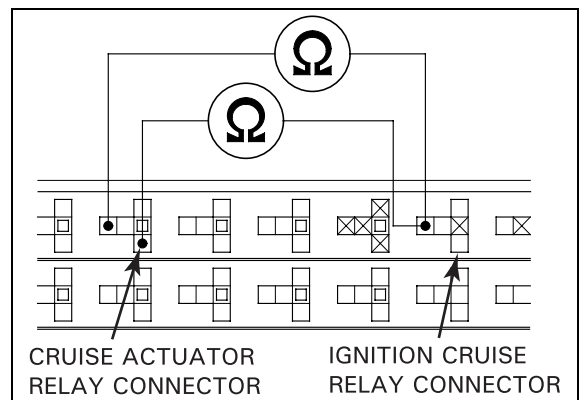 Ω
Ω
CRUISE ACTUATOR
RELAY CONNECTOR
IGNITION CRUISE
RELAY CONNECTOR